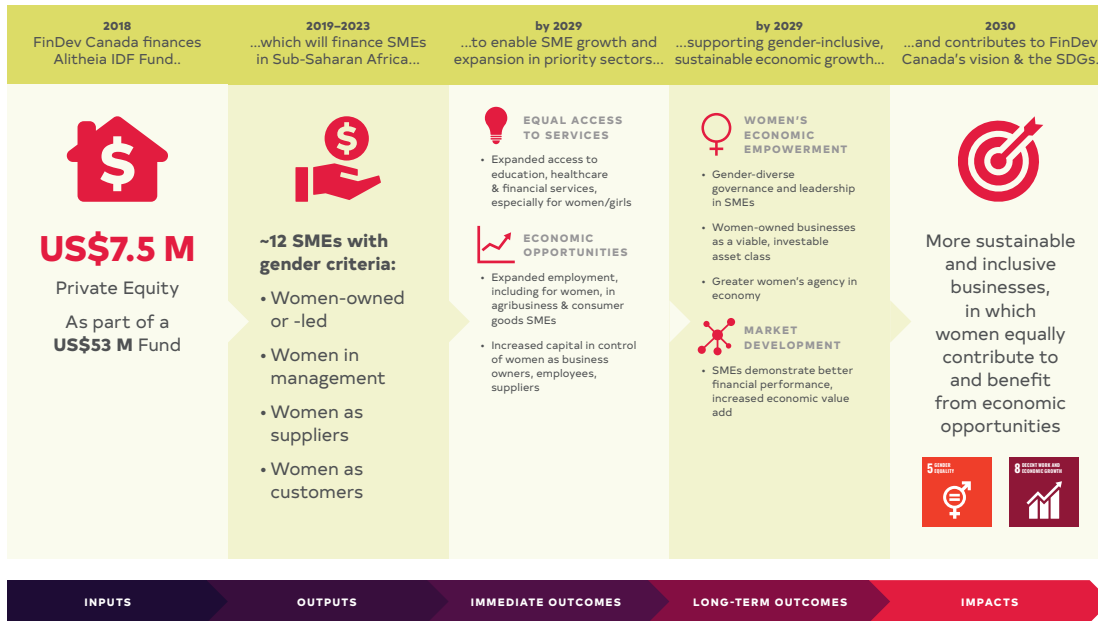 2018
FinDev Canada finances
Alitheia IDF Fund..
2019–2023
...which will finance SMEs
in Sub-Saharan Africa...
by 2029
...to enable SME growth and
expansion in priority sectors...
by 2029
...supporting gender-inclusive,
sustainable economic growth...
2030
...and contributes to FinDev
Canada's vision & the SDGs.
$
US$7.5 M
Private Equity
As part of a
US$53 M Fund
$
~12 SMEs with
gender criteria:
• Women-owned
or -led
• Women in
management
• Women as
suppliers
• Women as
customers
EQUAL ACCESS
TO SERVICES
• Expanded access to
education, healthcare
& financial services,
especially for women/girls
ECONOMIC
OPPORTUNITIES
• Expanded employment,
including for women, in
agribusiness & consumer
goods SMEs
• Increased capital in control
of women as business
owners, employees,
suppliers
WOMEN'S
ECONOMIC
EMPOWERMENT
• Gender-diverse
governance and leadership
in SMEs
• Women-owned businesses
as a viable, investable
asset class
• Greater women's agency in
economy
MARKET
DEVELOPMENT
• SMEs demonstrate better
financial performance,
increased economic value
add
More sustainable
and inclusive
businesses,
in which
women equally
contribute to
and benefit
from economic
opportunities
5 GENDER
EQUALITY
8 DECENT WORK AND
ECONOMIC GROWTH
INPUTS
OUTPUTS
IMMEDIATE OUTCOMES
LONG-TERM OUTCOMES
IMPACTS